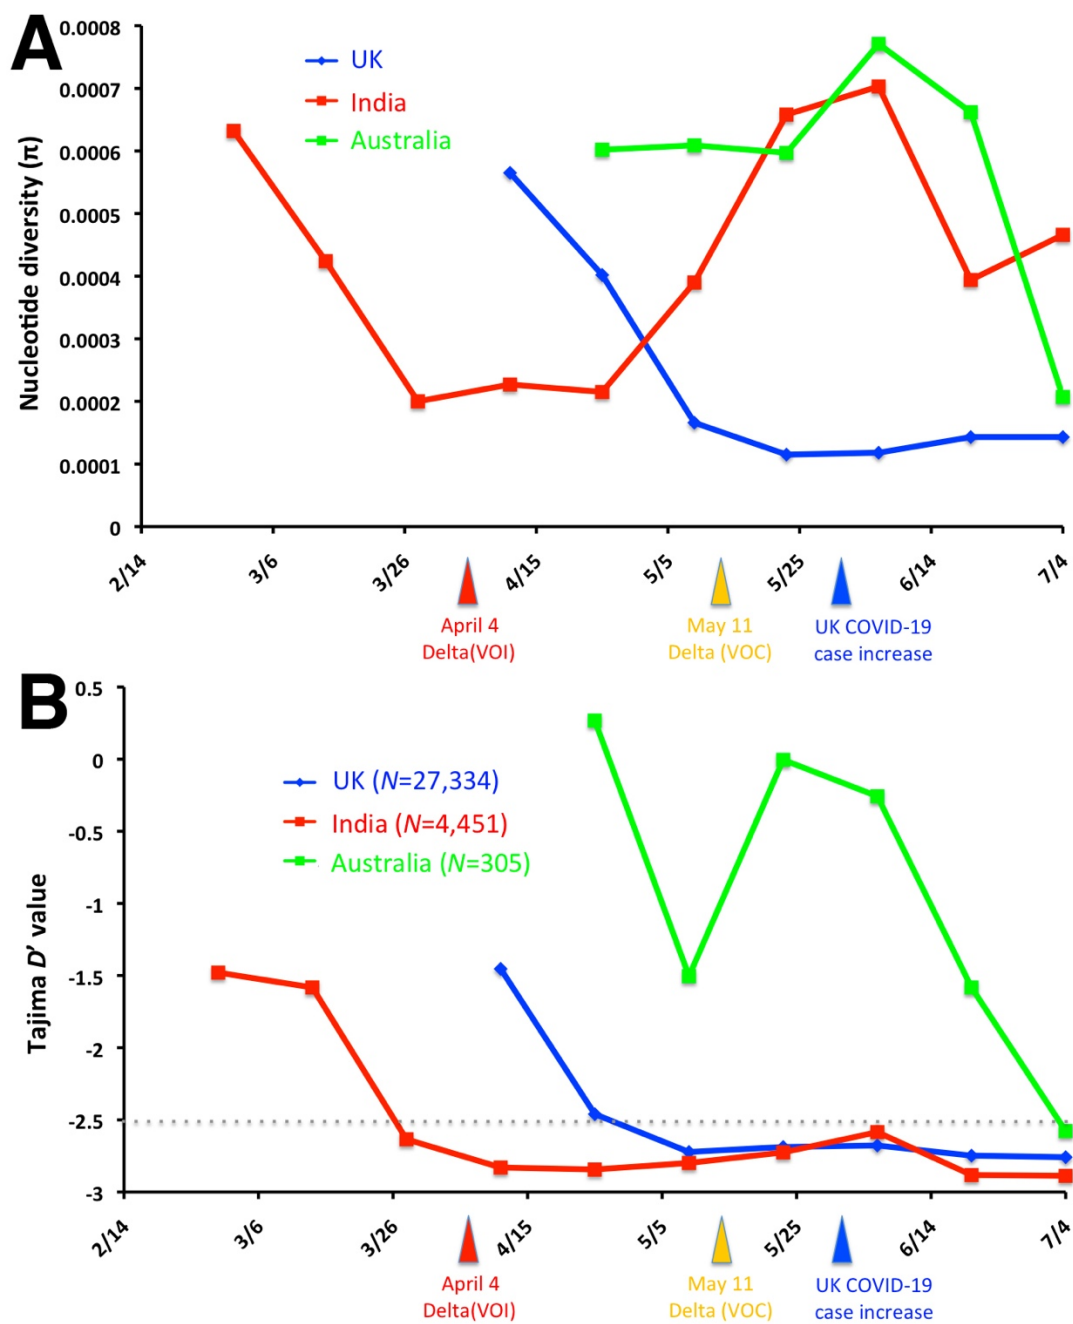 A
Nucleotide diversity (π)
0.0008
0.0007
0.0006
0.0005
0.0004
0.0003
0.0002
0.0001
0
UK
India
Australia
2/14
3/6
3/26
4/15
5/5
5/25
6/14
7/4
April 4
Delta(VOI)
May 11
Delta (VOC)
UK COVID-19
case increase
B
Tajima D' value
0.5
0
-0.5
-1
-1.5
-2
-2.5
-3
UK (N=27,334)
India (N=4,451)
Australia (N=305)
2/14
3/6
3/26
4/15
5/5
5/25
6/14
7/4
April 4
Delta(VOI)
May 11
Delta (VOC)
UK COVID-19
case increase